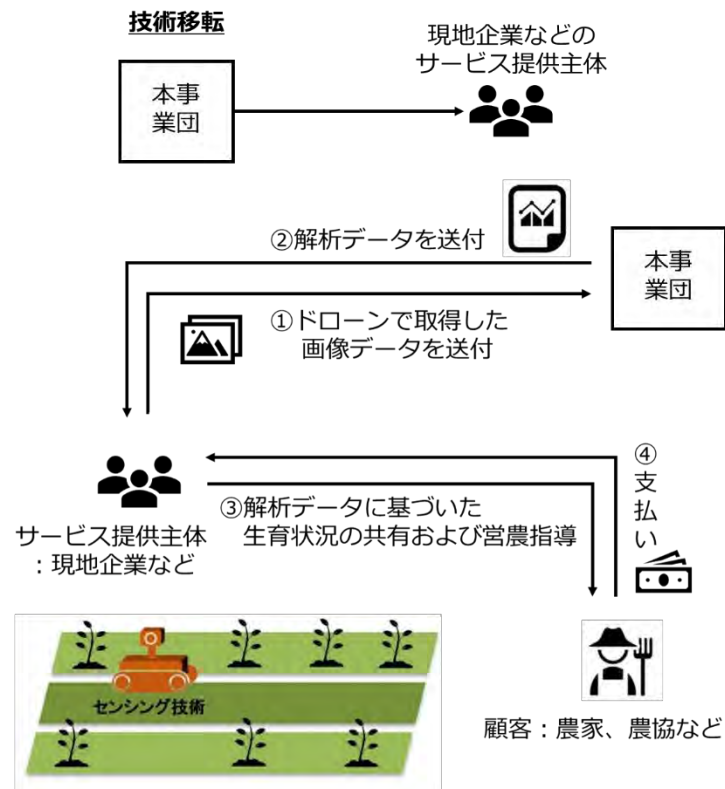 技術移転
現地企業などの
サービス提供主体
本事
業団
②解析データを送付
本事
業団
①ドローンで取得した
画像データを送付
④支払い
③解析データに基づいた
生育状況の共有および営農指導
サービス提供主体
：現地企業など
センシング技術
顧客：農家、農協など